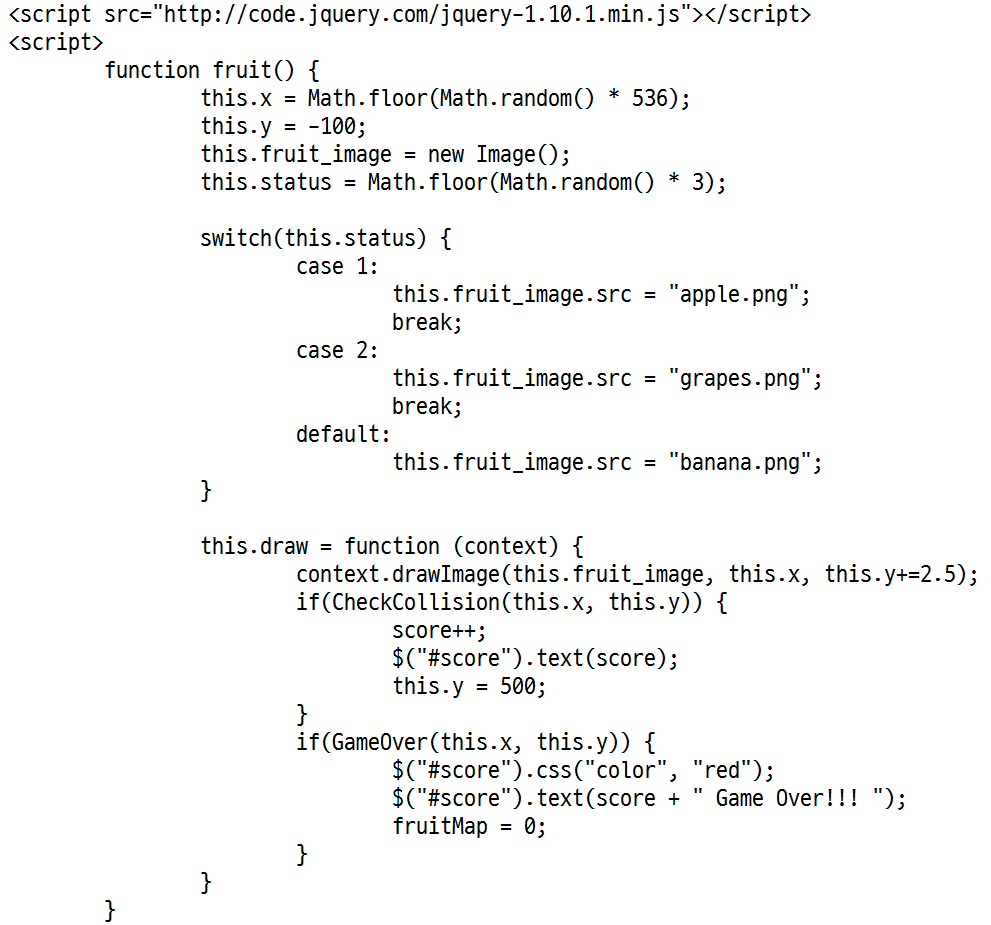 <script src="http://code.jquery.com/jquery-1.10.1.min.js"></script>
<script>
        function fruit() {
                this.x = Math.floor(Math.random() * 536);
                this.y = -100;
                this.fruit_image = new Image();
                this.status = Math.floor(Math.random() * 3);

                switch(this.status) {
                        case 1:
                                this.fruit_image.src = "apple.png";
                                break;
                        case 2:
                                this.fruit_image.src = "grapes.png";
                                break;
                        default:
                                this.fruit_image.src = "banana.png";
                }

                this.draw = function (context) {
                        context.drawImage(this.fruit_image, this.x, this.y+=2.5);
                        if(CheckCollision(this.x, this.y)) {
                                score++;
                                $("#score").text(score);
                                this.y = 500;
                        }
                        if(GameOver(this.x, this.y)) {
                                $("#score").css("color", "red");
                                $("#score").text(score + " Game Over!!! ");
                                fruitMap = 0;
                        }
                }
        }